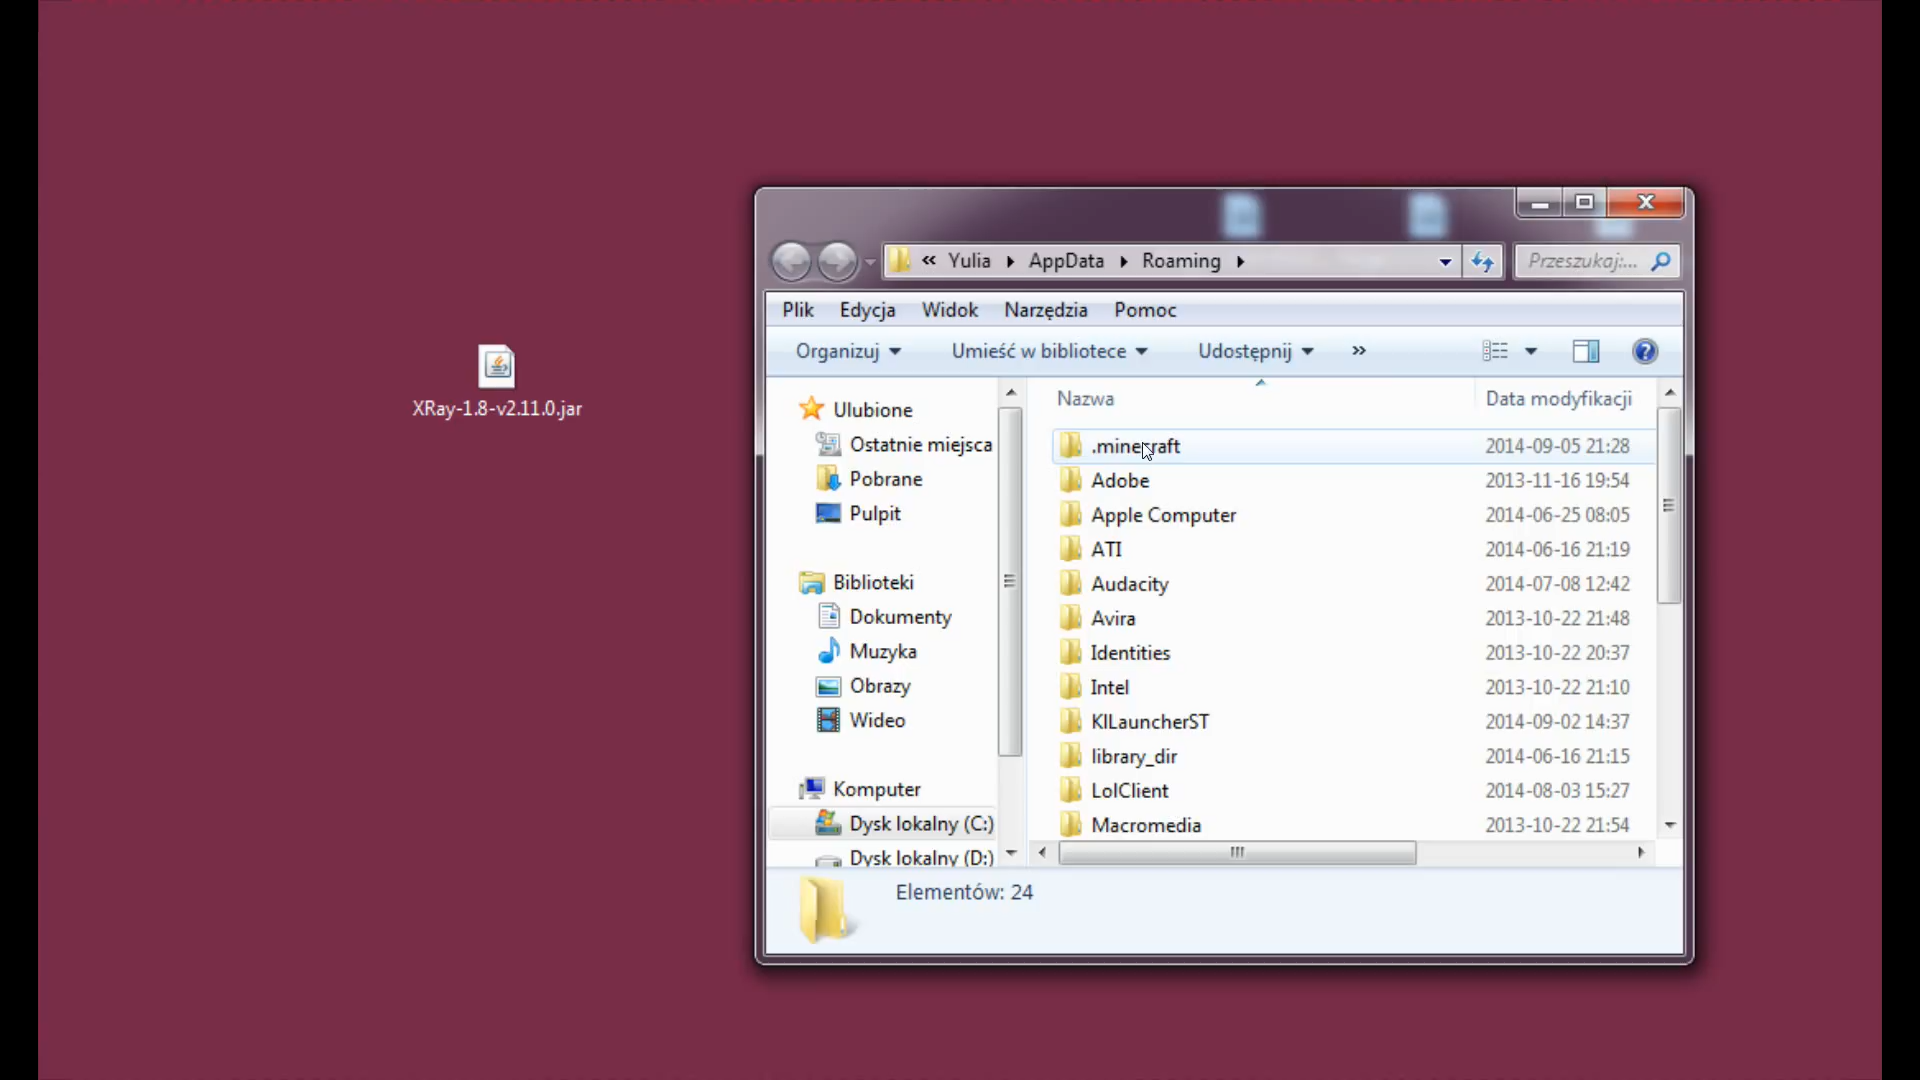 XRay-1.8-v2.11.0.jar
« Yulia AppData Roaming
Przeszukaj:...
Plik Edycja Widok Narzędzia Pomoc
Organizuj Umieść w bibliotece Udostępnij »
Ulubione
Ostatnie miejsca
Pobrane
Pulpit
Biblioteki
Dokumenty
Muzyka
Obrazy
Wideo
Komputer
Dysk lokalny (C:)
Dysk lokalny (D:)
Nazwa Data modyfikacji
.minecraft 2014-09-05 21:28
Adobe 2013-11-16 19:54
Apple Computer 2014-06-25 08:05
ATI 2014-06-16 21:19
Audacity 2014-07-08 12:42
Avira 2013-10-22 21:48
Identities 2013-10-22 20:37
Intel 2013-10-22 21:10
KILauncherST 2014-09-02 14:37
library_dir 2014-06-16 21:15
LolClient 2014-08-03 15:27
Macromedia 2013-10-22 21:54
Elementów: 24